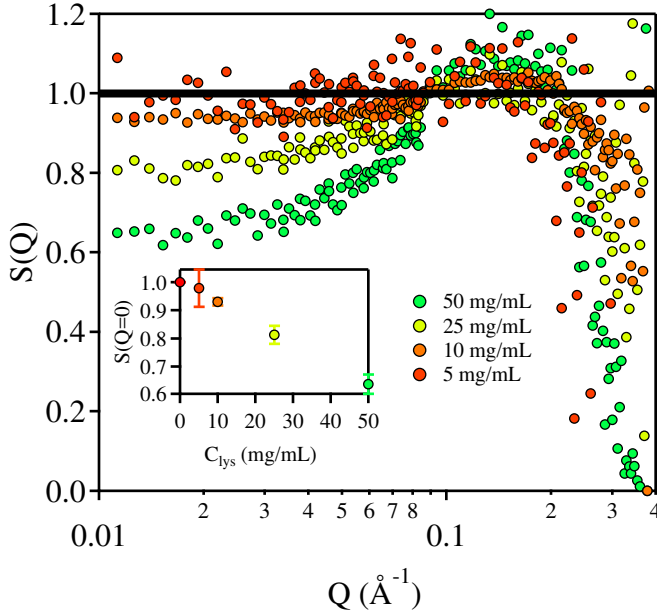 1.2
1.0
0.8
0.6
0.4
0.2
0.0
S(Q)
1.0
0.9
0.8
0.7
0.6
S(Q=0)
0 10 20 30 40 50
C_lys (mg/mL)
50 mg/mL
25 mg/mL
10 mg/mL
5 mg/mL
2 3 4 5 6 7 8 2 3 4
0.01 0.1
Q (Å⁻¹)